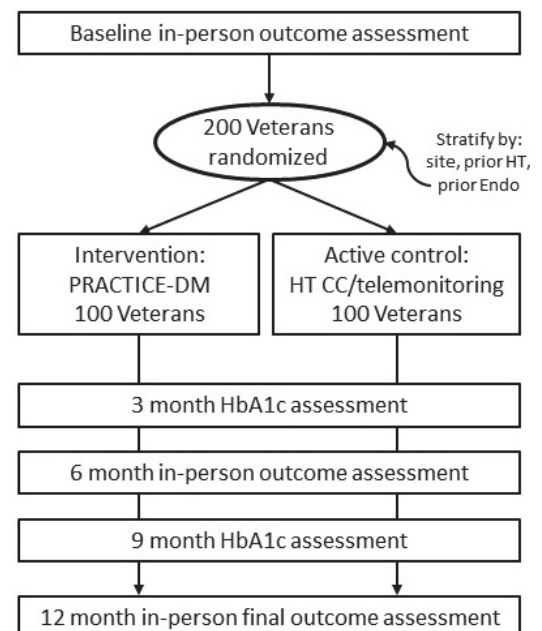 Baseline in-person outcome assessment
200 Veterans
randomized
Stratify by:
site, prior HT,
prior Endo
Intervention:
PRACTICE-DM
100 Veterans
Active control:
HT CC/telemonitoring
100 Veterans
3 month HbA1c assessment
6 month in-person outcome assessment
9 month HbA1c assessment
12 month in-person final outcome assessment